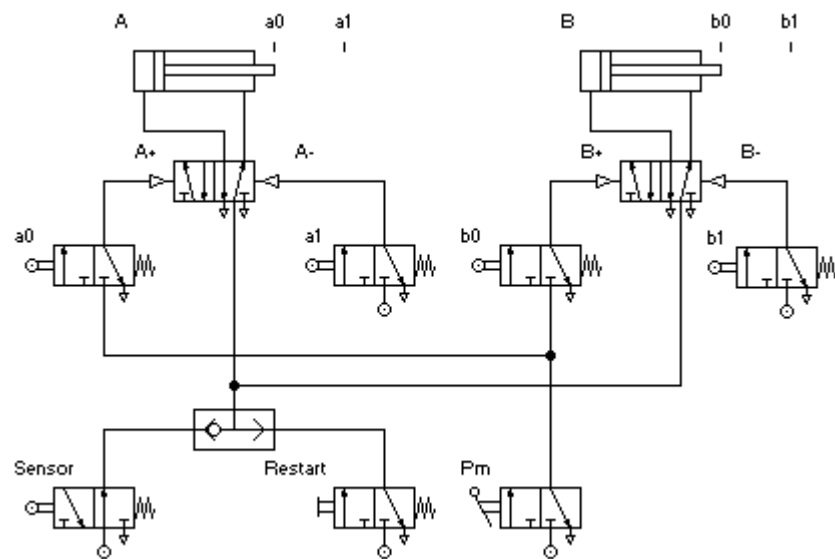 A a0 a1 B b0 b1
A+ A- B+ B-
a0 a1 b0 b1
Sensor Restart Pm